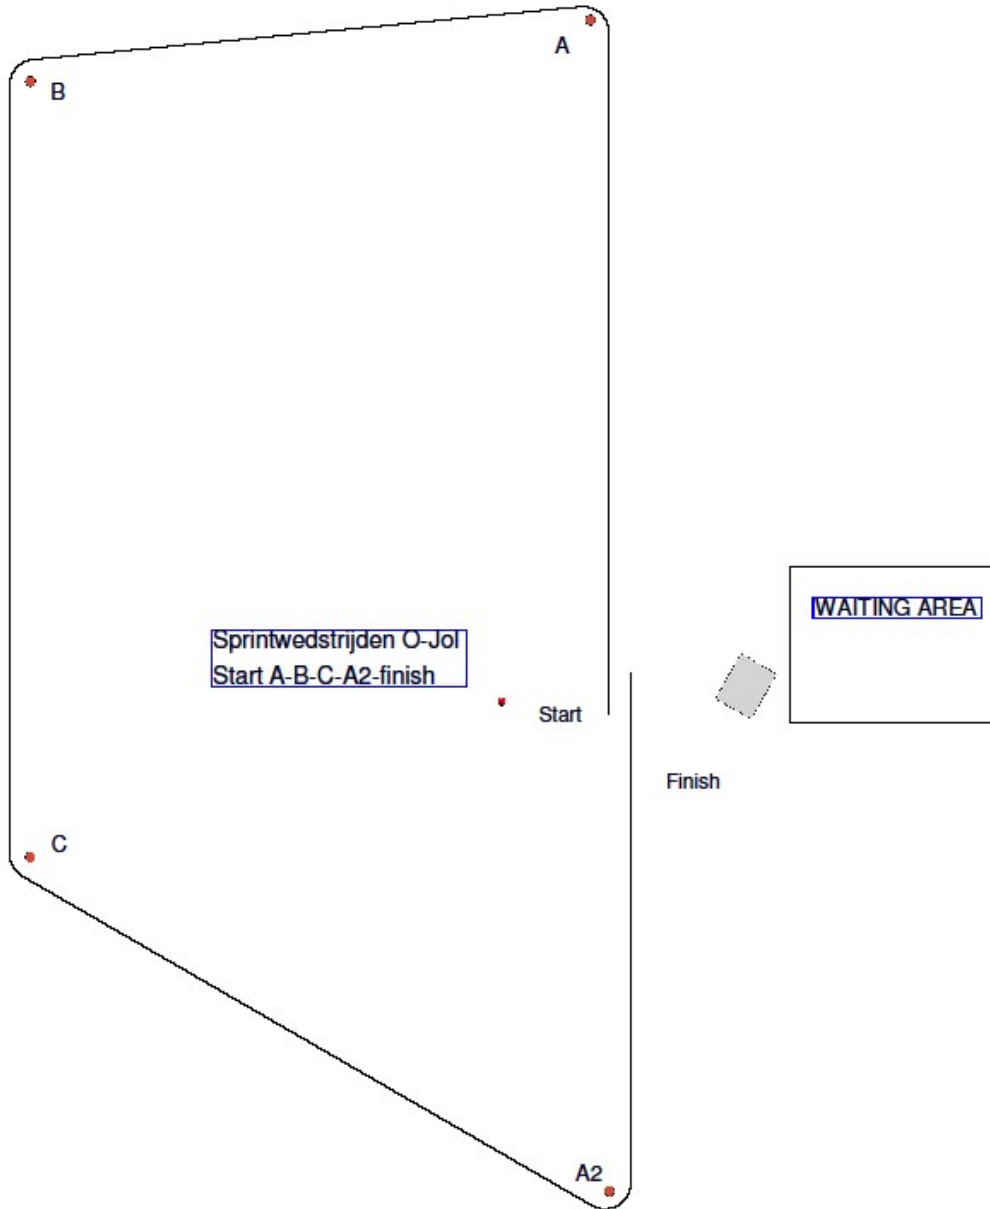 A
B
WAITING AREA
Sprintwedstrijden O-Jol
Start A-B-C-A2-finish
Start
Finish
C
A2